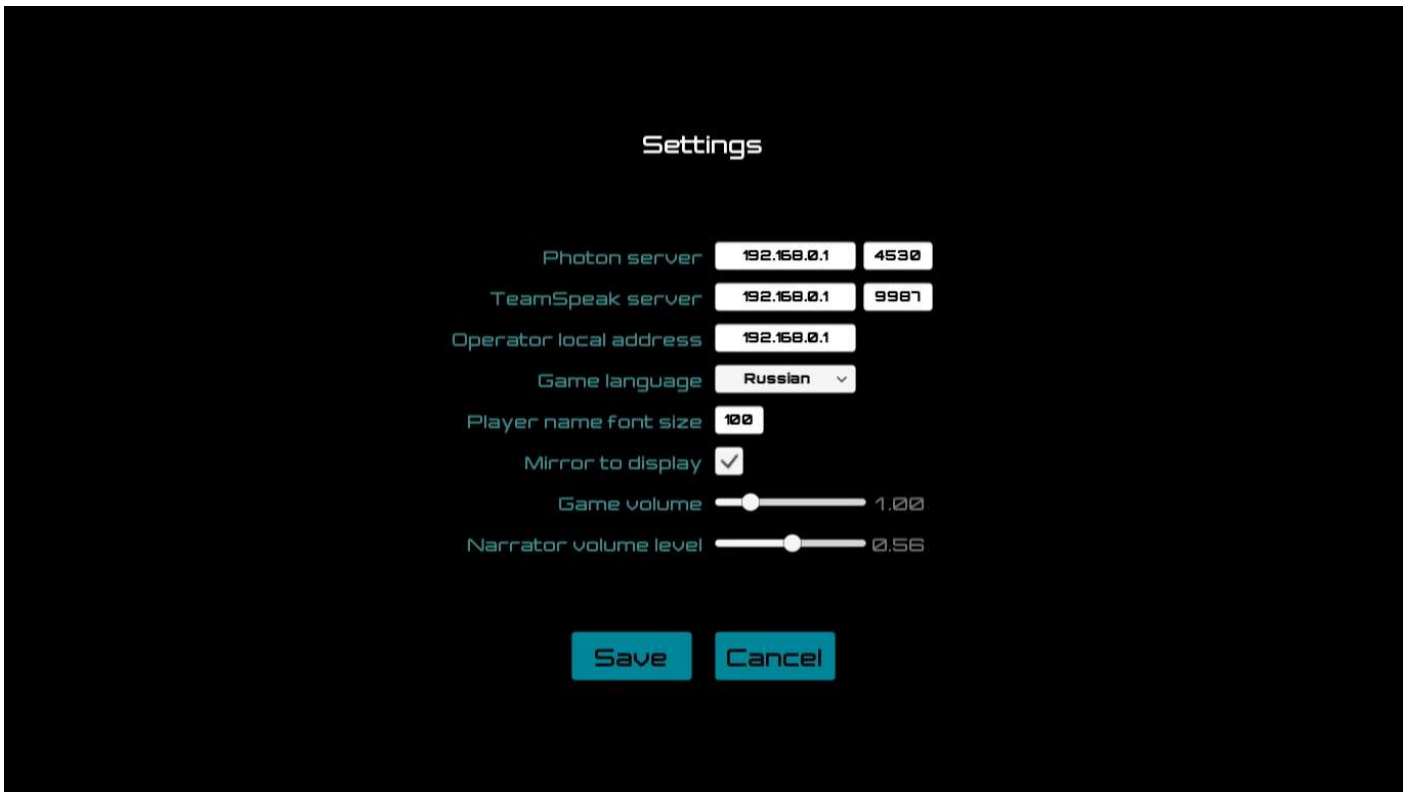 Settings
Photon server 192.168.0.1 4530
TeamSpeak server 192.168.0.1 9987
Operator local address 192.168.0.1
Game language Russian
Player name font size 100
Mirror to display
Game volume 1.00
Narrator volume level 0.56
Save Cancel